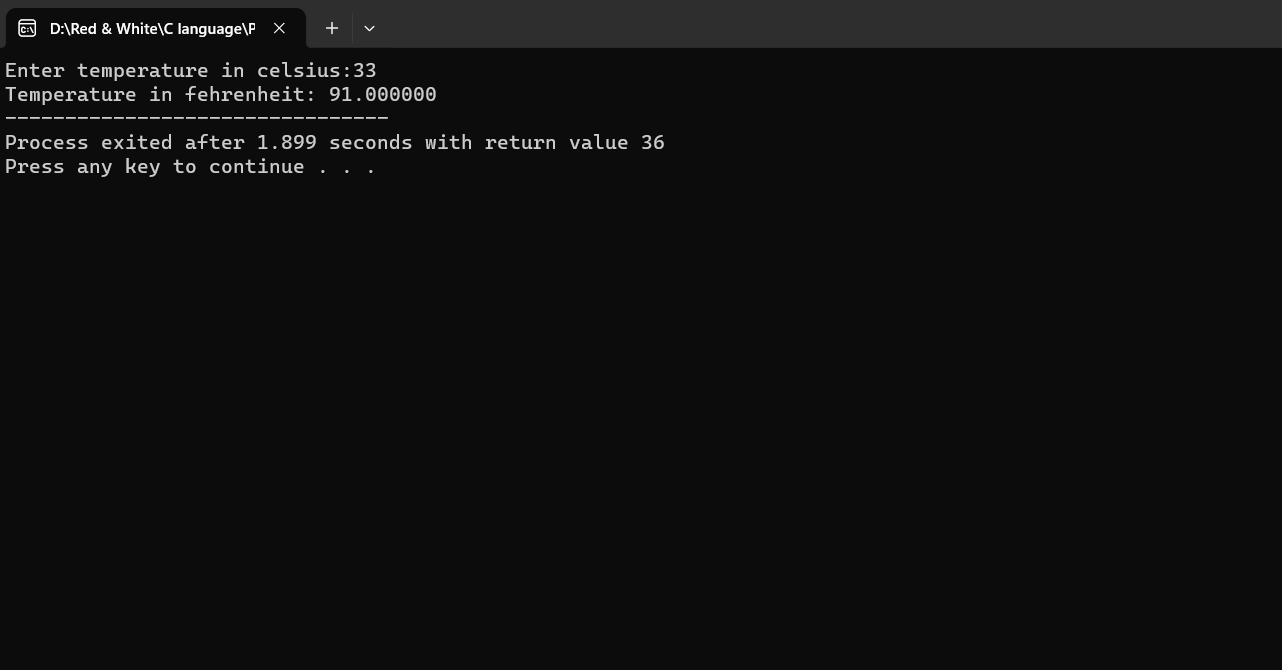 D:\Red & White\C language\P
Enter temperature in celsius:33
Temperature in fehrenheit: 91.000000
--------------------------------
Process exited after 1.899 seconds with return value 36
Press any key to continue . . .